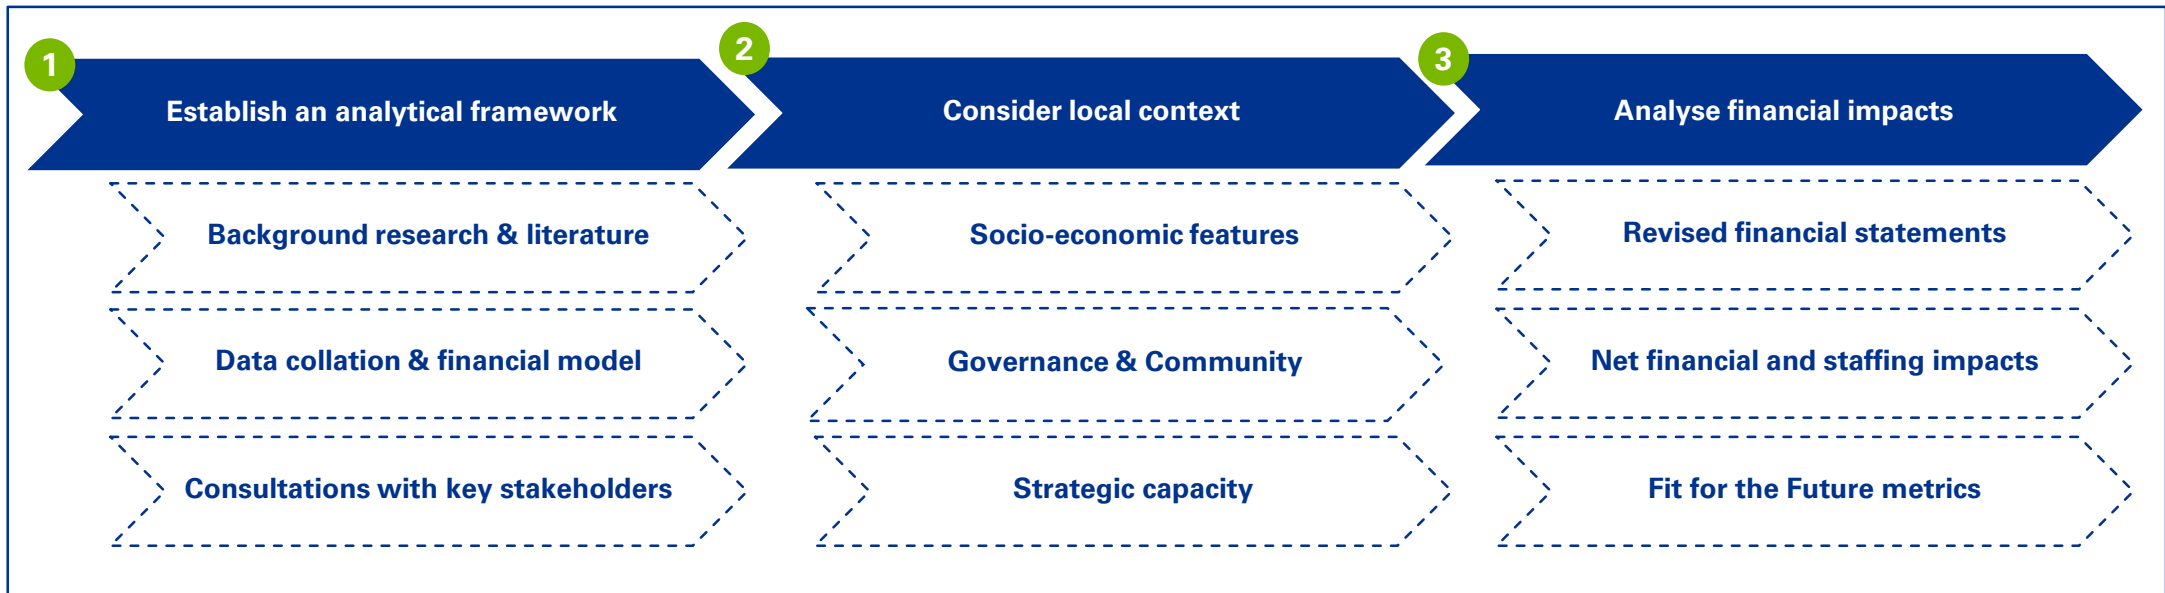 1
Establish an analytical framework
Background research & literature
Data collation & financial model
Consultations with key stakeholders
2
Consider local context
Socio-economic features
Governance & Community
Strategic capacity
3
Analyse financial impacts
Revised financial statements
Net financial and staffing impacts
Fit for the Future metrics